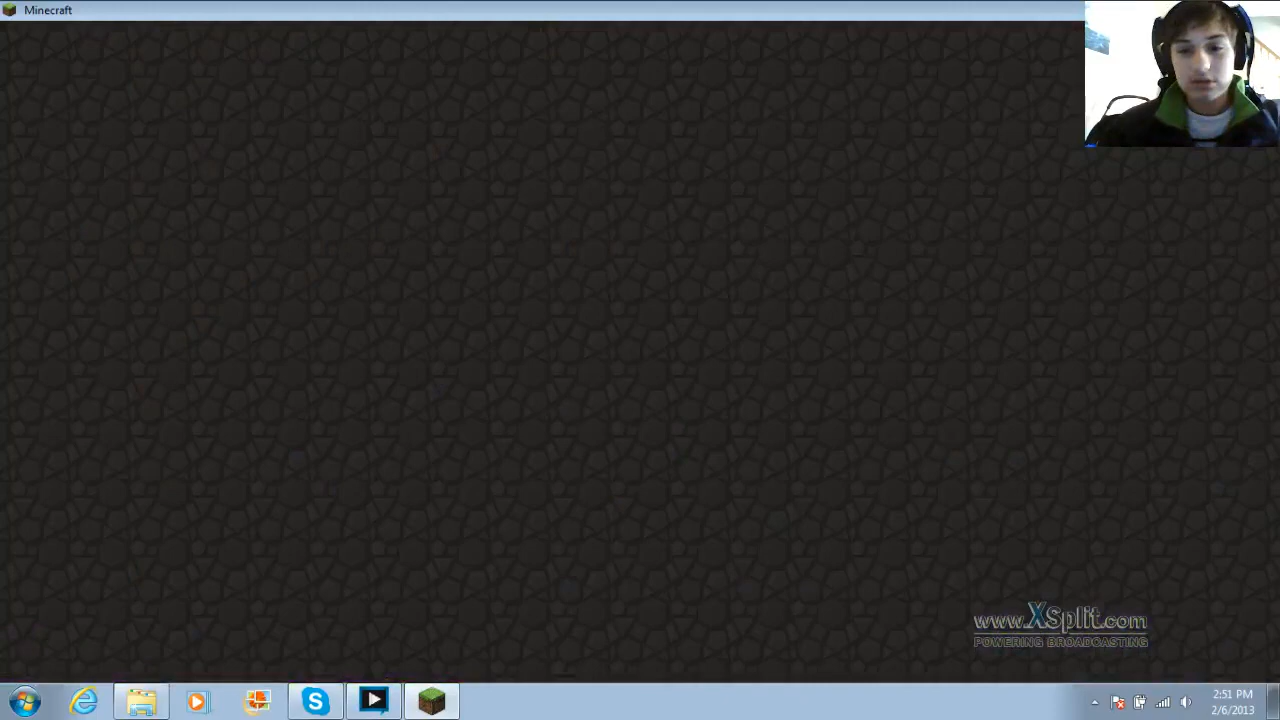 Minecraft
www.XSplit.com
POWERING BROADCASTING
2:51 PM
2/6/2013